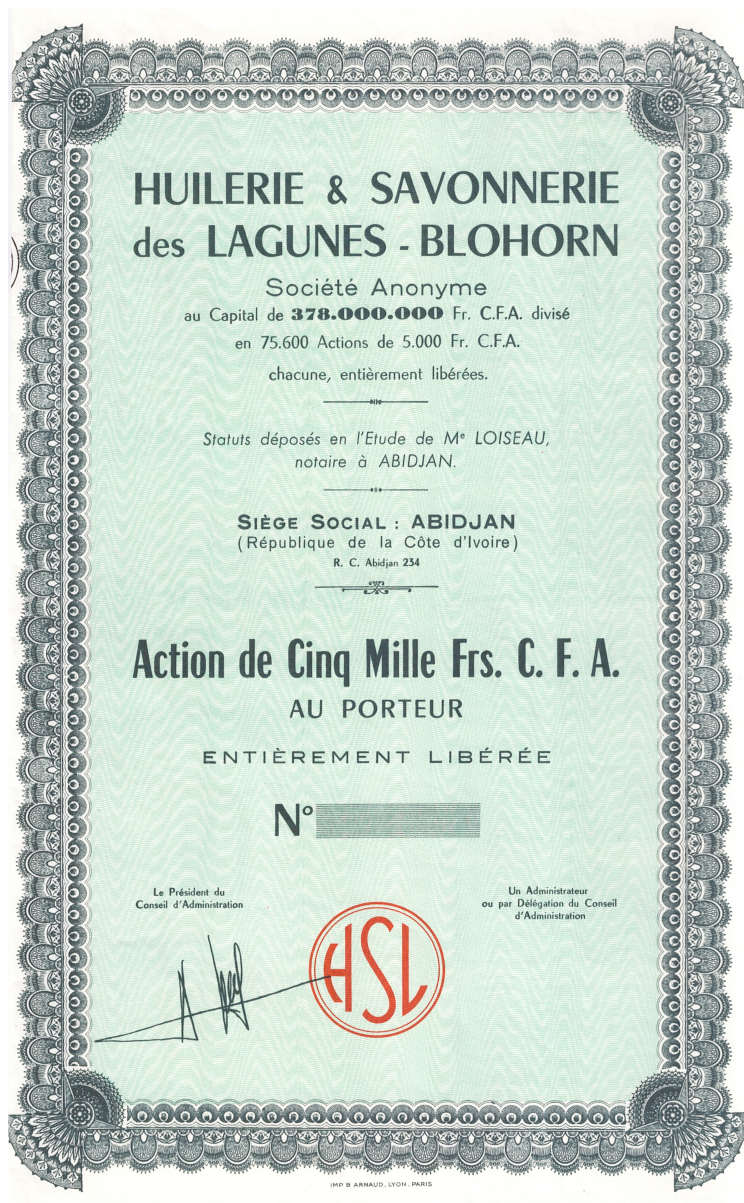 HUILERIE & SAVONNERIE
des LAGUNES - BLOHORN
Société Anonyme
au Capital de 378.000.000 Fr. C.F.A. divisé
en 75.600 Actions de 5.000 Fr. C.F.A.
chacune, entièrement libérées.
Statuts déposés en l'Etude de Me LOISEAU,
notaire à ABIDJAN.
SIÈGE SOCIAL : ABIDJAN
(République de la Côte d'Ivoire)
R. C. Abidjan 234
Action de Cinq Mille Frs. C. F. A.
AU PORTEUR
ENTIÈREMENT LIBÉRÉE
No
Le Président du
Conseil d'Administration
Un Administrateur
ou par Délégation du Conseil
d'Administration
HSL
IMP B ARNAUD, LYON. PARIS